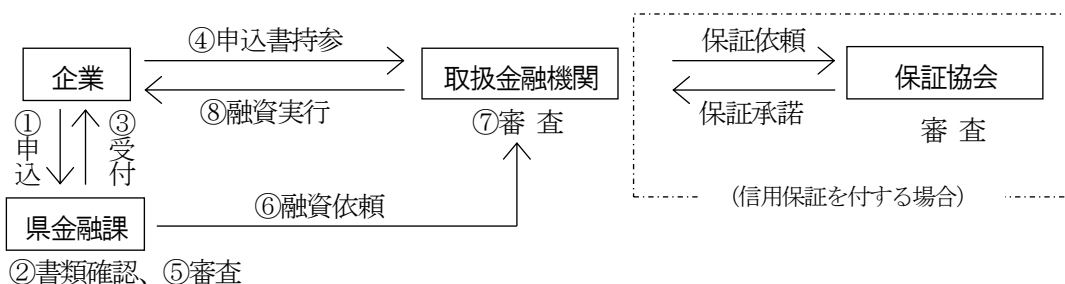 ④申込書持参
保証依頼
企業
取扱金融機関
保証協会
⑧融資実行
⑦審 査
保証承諾
審 査
①申込
③受付
⑥融資依頼
(信用保証を付する場合)
県金融課
②書類確認、⑤審査